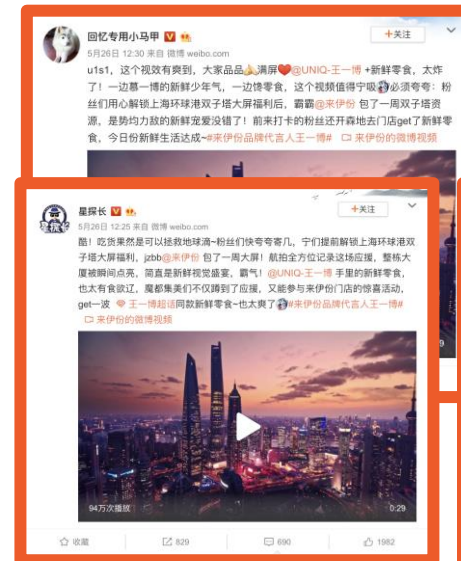 回忆专用小马甲
+关注
5月26日 12:30 来自 微博 weibo.com
u1s1，这个视效有爽到，大家品品👍满屏❤️@UNIQ-王一博 +新鲜零食，太炸
了！一边慕一博的新鲜少年气，一边馋零食，这个视频值得宁吸必须夸夸：粉
丝们用心解锁上海环球港双子塔大屏福利后，霸霸@来伊份 包了一周双子塔资
源，是势均力敌的新鲜宠爱没错了！前来打卡的粉丝还开森地去门店get了新鲜零
食，今日份新鲜生活达成~#来伊份品牌代言人王一博# 来伊份的微博视频
星探长
+关注
5月26日 12:25 来自 微博 weibo.com
酷！吃货果然是可以拯救地球滴~粉丝们快夸夸寄几，宁们提前解锁上海环球港双
子塔大屏福利，jzbb@来伊份 包了一周大屏！航拍全方位记录这场应援，整栋大
厦被瞬间点亮，简直是新鲜视觉盛宴，霸气！@UNIQ-王一博 手里的新鲜零食，
也太有食欲辽，魔都集美们不仅蹲到了应援，又能参与来伊份门店的惊喜活动，
get一波 王一博超话同款新鲜零食~也太爽了#来伊份品牌代言人王一博#
来伊份的微博视频
94万次播放
0:29
收藏
829
690
1982